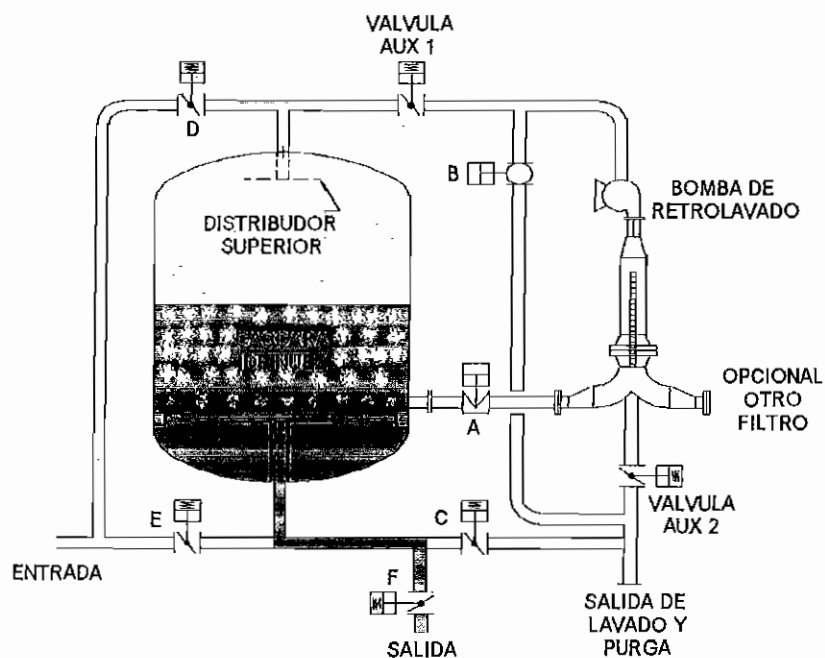 VALVULA
AUX 1
D
B
BOMBA DE
RETROLAVADO
DISTRIBUDOR
SUPERIOR
OPCIONAL
OTRO
FILTRO
A
VALVULA
AUX 2
E
C
ENTRADA
F
SALIDA
SALIDA DE
LAVADO Y
PURGA